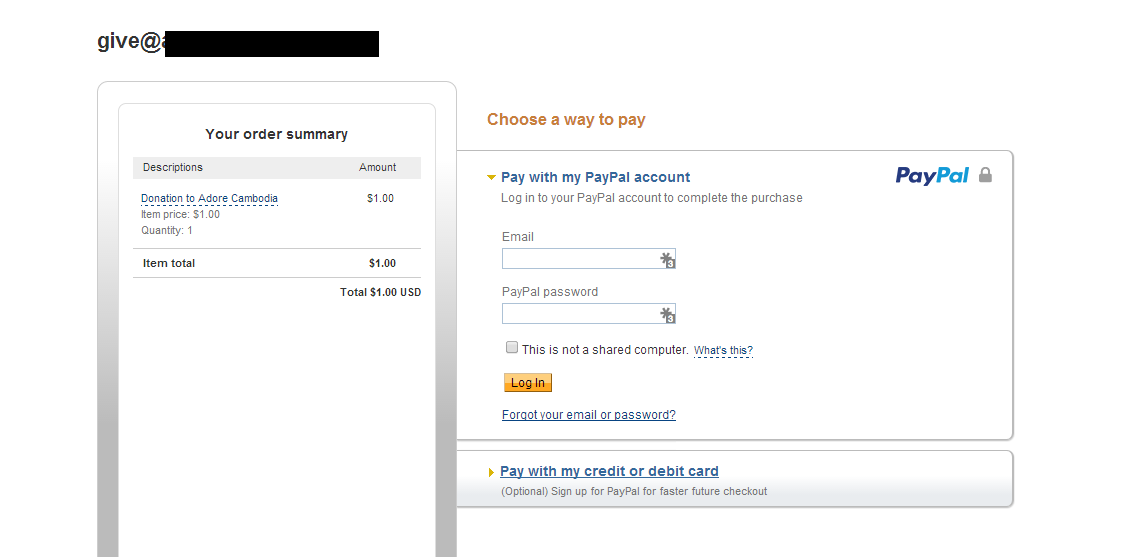 give@
Your order summary
Descriptions Amount
Donation to Adore Cambodia $1.00
Item price: $1.00
Quantity: 1
Item total $1.00
Total $1.00 USD
Choose a way to pay
Pay with my PayPal account
PayPal
Log in to your PayPal account to complete the purchase
Email
3
PayPal password
3
This is not a shared computer. What's this?
Log In
Forgot your email or password?
Pay with my credit or debit card
(Optional) Sign up for PayPal for faster future checkout